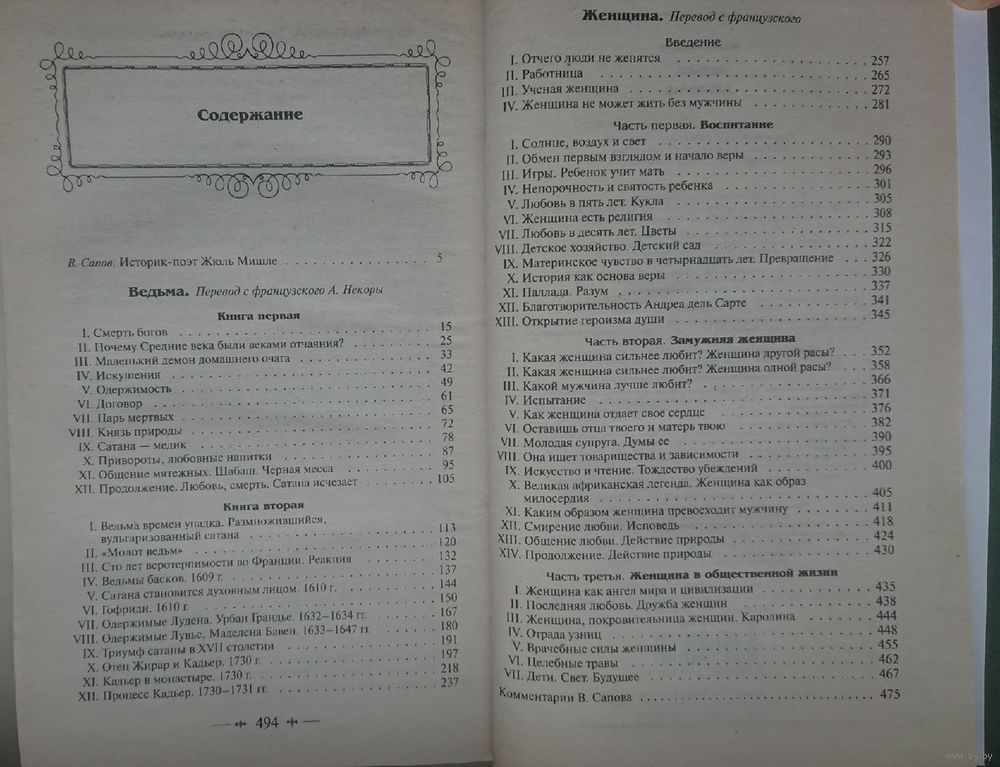 Содержание
В. Сапов. Историк-поэт Жюль Мишле 5
Ведьма. Перевод с французского А. Некоры
Книга первая
I. Смерть богов 15
II. Почему Средние века были веками отчаяния? 25
III. Маленький демон домашнего очага 33
IV. Искушения 42
V. Одержимость 49
VI. Договор 61
VII. Царь мертвых 65
VIII. Князь природы 72
IX. Сатана — медик 78
X. Привороты, любовные напитки 87
XI. Общение мятежных. Шабаш. Черная месса 95
XII. Продолжение. Любовь, смерть. Сатана исчезает 105
Книга вторая
I. Ведьма времен упадка. Размножившийся,
вульгаризованный сатана 113
II. «Молот ведьм» 120
III. Сто лет веротерпимости во Франции. Реакция 132
IV. Ведьмы басков. 1609 г. 137
V. Сатана становится духовным лицом. 1610 г. 144
VI. Гофриди. 1610 г. 150
VII. Одержимые Лудена. Урбан Грандье. 1632–1634 гг. 167
VIII. Одержимые Лувье. Маделена Бавен. 1633–1647 гг. 180
IX. Триумф сатаны в XVII столетии 191
X. Отец Жирар и Кадьер. 1730 г. 197
XI. Кадьер в монастыре. 1730 г. 218
XII. Процесс Кадьер. 1730–1731 гг. 237
494
Женщина. Перевод с французского
Введение
I. Отчего люди не женятся 257
II. Работница 265
III. Ученая женщина 272
IV. Женщина не может жить без мужчины 281
Часть первая. Воспитание
I. Солнце, воздух и свет 290
II. Обмен первым взглядом и начало веры 293
III. Игры. Ребенок учит мать 296
IV. Непорочность и святость ребенка 301
V. Любовь в пять лет. Кукла 305
VI. Женщина есть религия 308
VII. Любовь в десять лет. Цветы 315
VIII. Детское хозяйство. Детский сад 322
IX. Материнское чувство в четырнадцать лет. Превращение 326
X. История как основа веры 330
XI. Паллада. Разум 337
XII. Благотворительность Андреа дель Сарте 341
XIII. Открытие героизма души 345
Часть вторая. Замужняя женщина
I. Какая женщина сильнее любит? Женщина другой расы? 352
II. Какая женщина сильнее любит? Женщина одной расы? 358
III. Какой мужчина лучше любит? 366
IV. Испытание 371
V. Как женщина отдает свое сердце 376
VI. Оставишь отца твоего и матерь твою 382
VII. Молодая супруга. Думы ее 390
VIII. Она ищет товарищества и зависимости 395
IX. Искусство и чтение. Тождество убеждений 400
X. Великая африканская легенда. Женщина как образ
милосердия 405
XI. Каким образом женщина превосходит мужчину 411
XII. Смирение любви. Исповедь 418
XIII. Общение любви. Действие природы 424
XIV. Продолжение. Действие природы 430
Часть третья. Женщина в общественной жизни
I. Женщина как ангел мира и цивилизации 435
II. Последняя любовь. Дружба женщин 438
III. Женщина, покровительница женщин. Каролина 444
IV. Отрада узниц 448
V. Врачебные силы женщины 455
VI. Целебные травы 462
VII. Дети. Свет. Будущее 467
Комментарии В. Сапова 475
www.ay.by